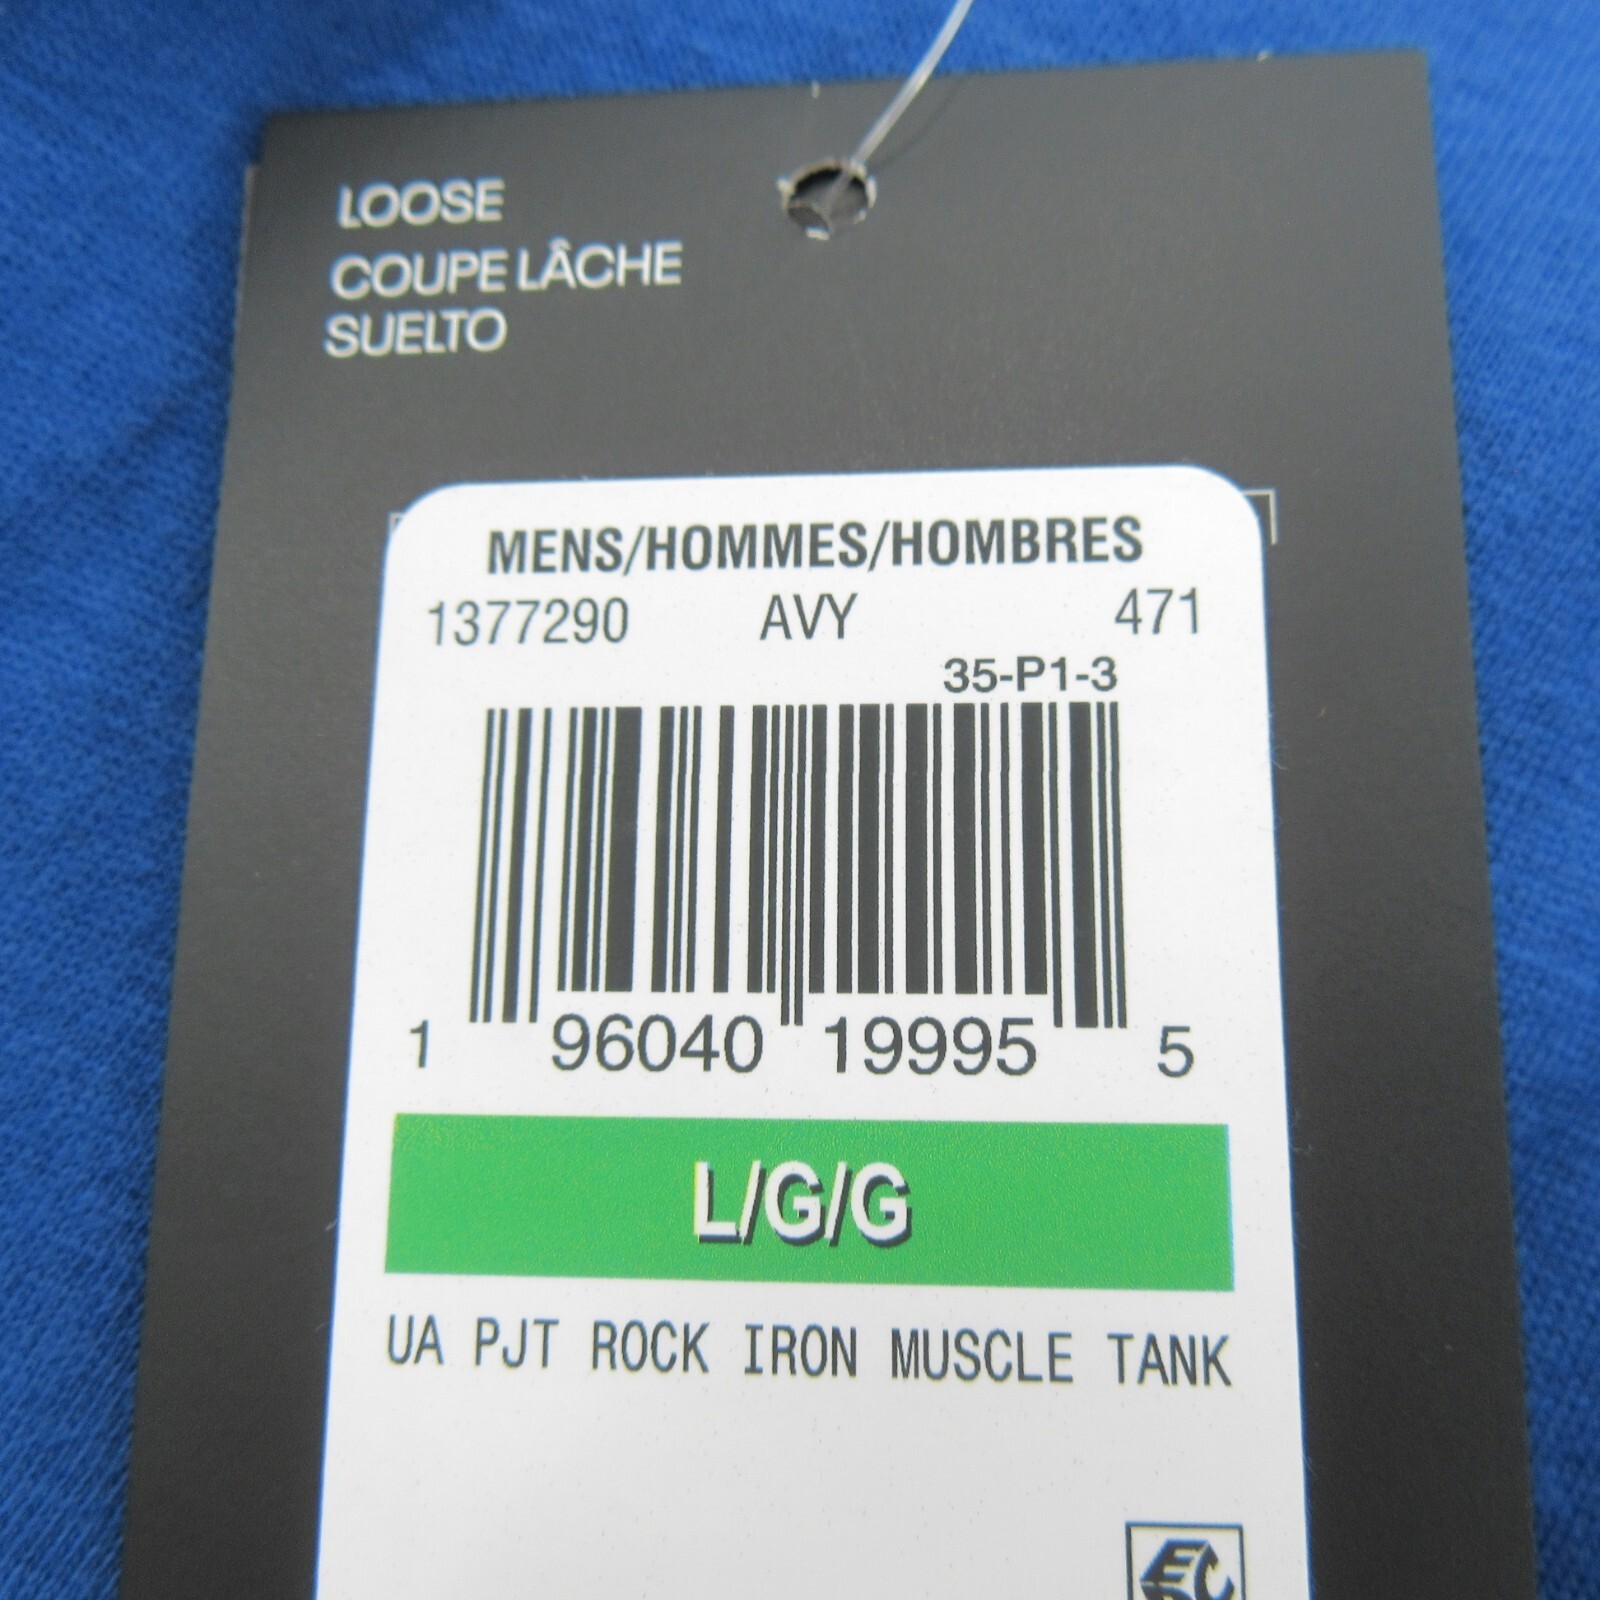 LOOSE
COUPE LÂCHE
SUELTO
MENS/HOMMES/HOMBRES
1377290 AVY 471
35-P1-3
1 96040 19995 5
L/G/G
UA PJT ROCK IRON MUSCLE TANK